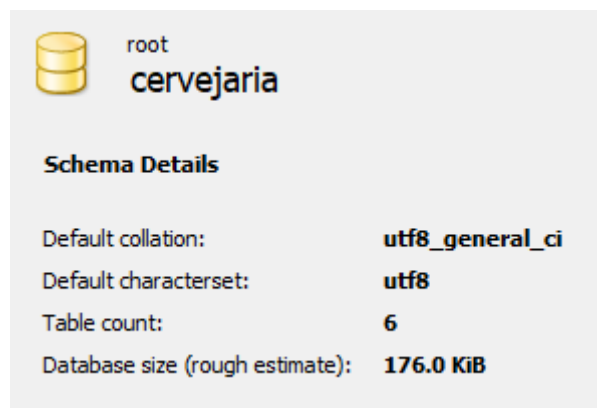 root
cervejaria
Schema Details
Default collation: utf8_general_ci
Default characterset: utf8
Table count: 6
Database size (rough estimate): 176.0 KiB